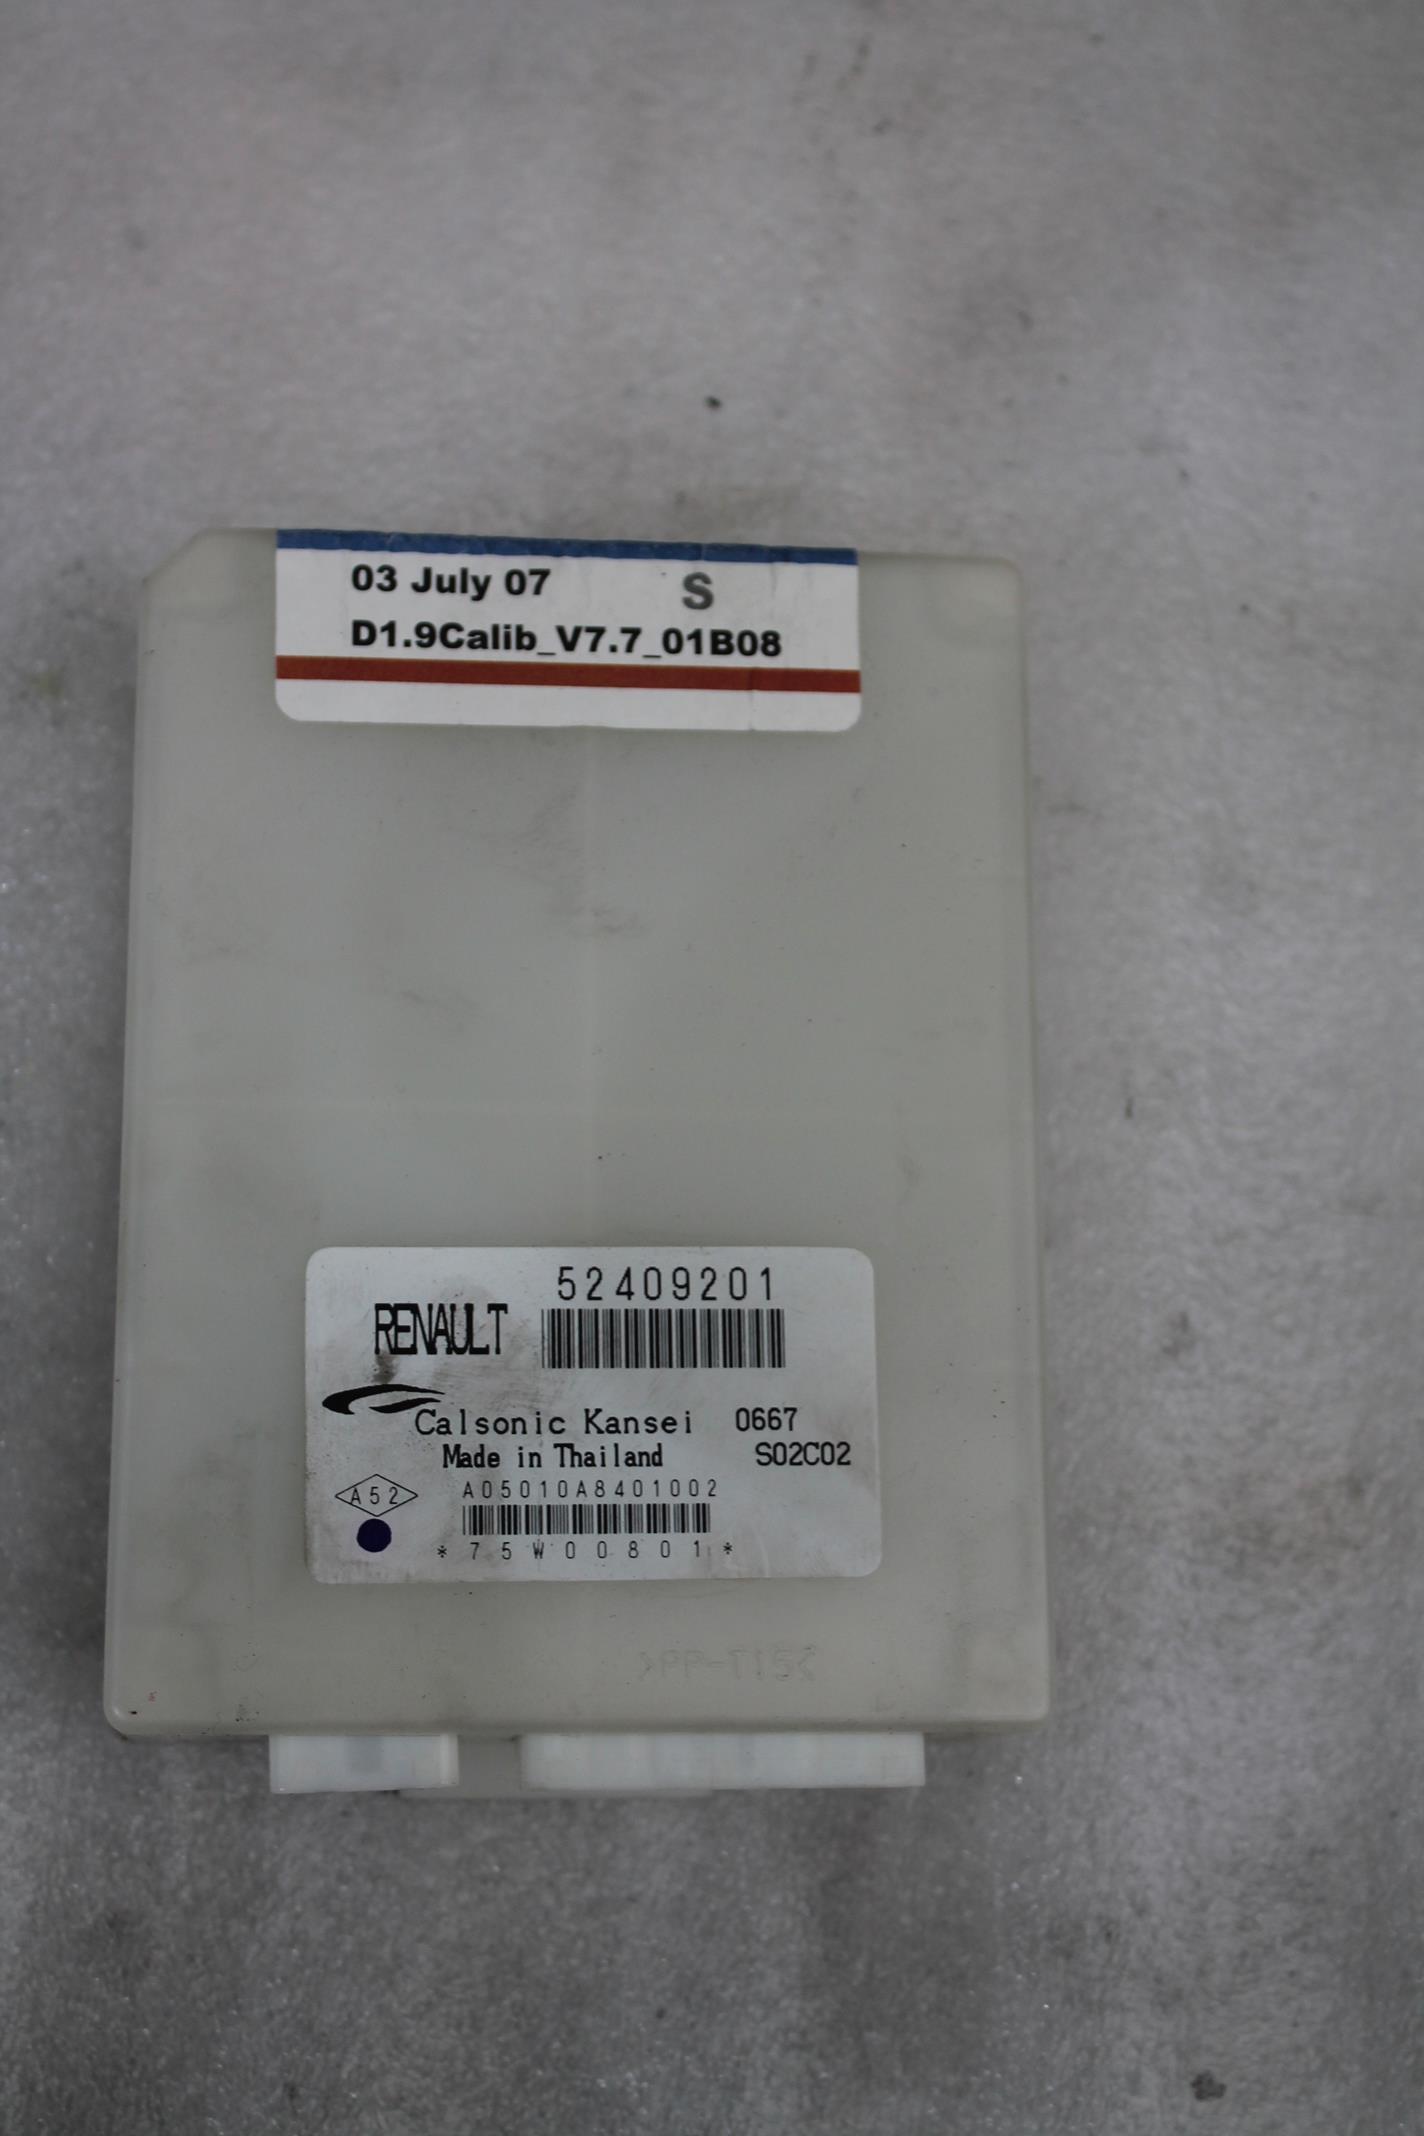 03 July 07 S
D1.9Calib_V7.7_01B08
52409201
RENAULT
Calsonic Kansei 0667
Made in Thailand S02C02
A52 A05010A8401002
*75W00801*
>PP-T15<